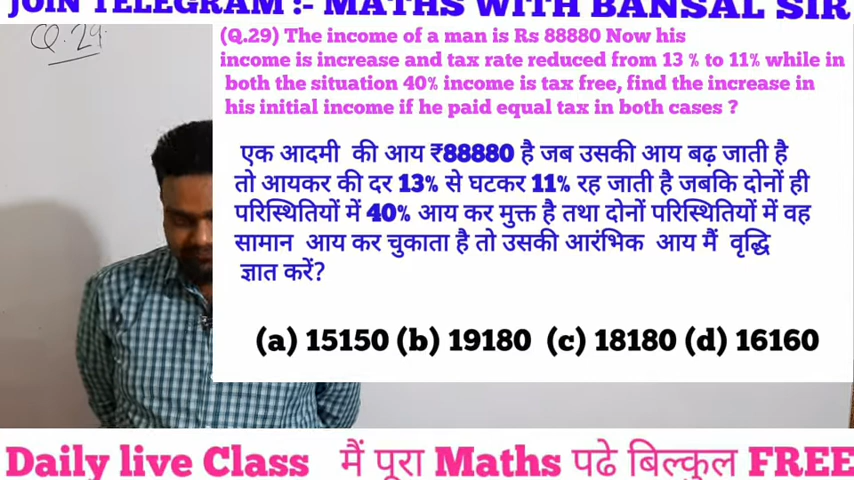 JOIN TELEGRAM :- MATHS WITH BANSAL SIR
Q.29.
(Q.29) The income of a man is Rs 88880 Now his
income is increase and tax rate reduced from 13 % to 11% while in
both the situation 40% income is tax free, find the increase in
his initial income if he paid equal tax in both cases ?
एक आदमी की आय ₹88880 है जब उसकी आय बढ़ जाती है
तो आयकर की दर 13% से घटकर 11% रह जाती है जबकि दोनों ही
परिस्थितियों में 40% आय कर मुक्त है तथा दोनों परिस्थितियों में वह
सामान आय कर चुकाता है तो उसकी आरंभिक आय मैं वृद्धि
ज्ञात करें?
(a) 15150 (b) 19180 (c) 18180 (d) 16160
Daily live Class मैं पूरा Maths पढे बिल्कुल FREE